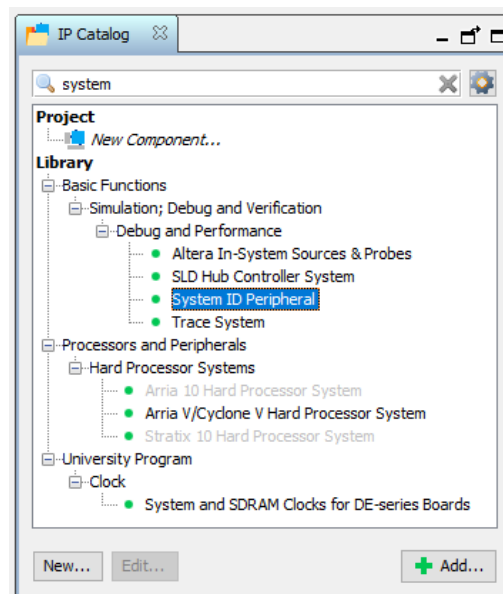 IP Catalog
system
Project
New Component...
Library
Basic Functions
Simulation; Debug and Verification
Debug and Performance
Altera In-System Sources & Probes
SLD Hub Controller System
System ID Peripheral
Trace System
Processors and Peripherals
Hard Processor Systems
Arria 10 Hard Processor System
Arria V/Cyclone V Hard Processor System
Stratix 10 Hard Processor System
University Program
Clock
System and SDRAM Clocks for DE-series Boards
New... Edit... Add...